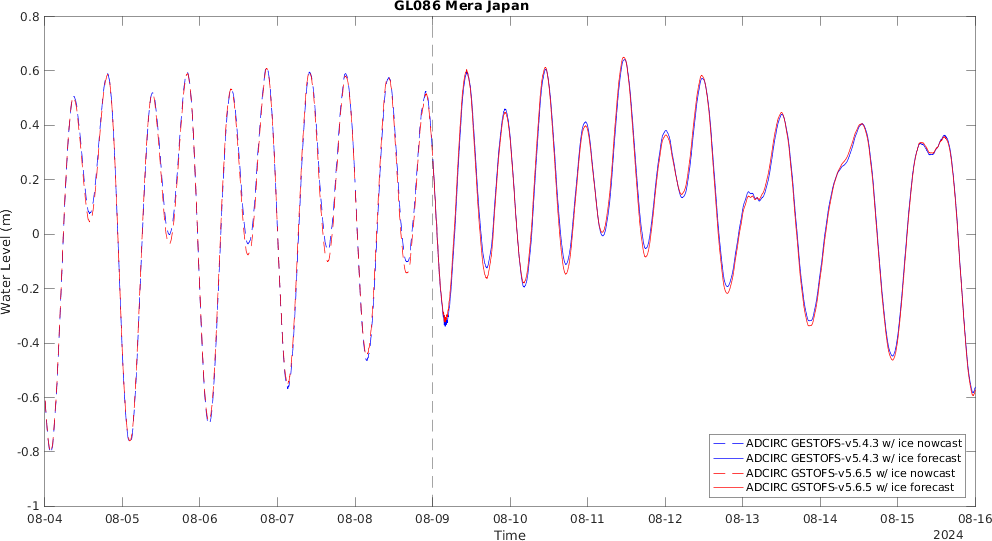 GL086 Mera Japan
Water Level (m)
0.8
0.6
0.4
0.2
0
-0.2
-0.4
-0.6
-0.8
-1
08-04 08-05 08-06 08-07 08-08 08-09 08-10 08-11 08-12 08-13 08-14 08-15 08-16
Time
2024
ADCIRC GESTOFS-v5.4.3 w/ ice nowcast
ADCIRC GESTOFS-v5.4.3 w/ ice forecast
ADCIRC GSTOFS-v5.6.5 w/ ice nowcast
ADCIRC GSTOFS-v5.6.5 w/ ice forecast